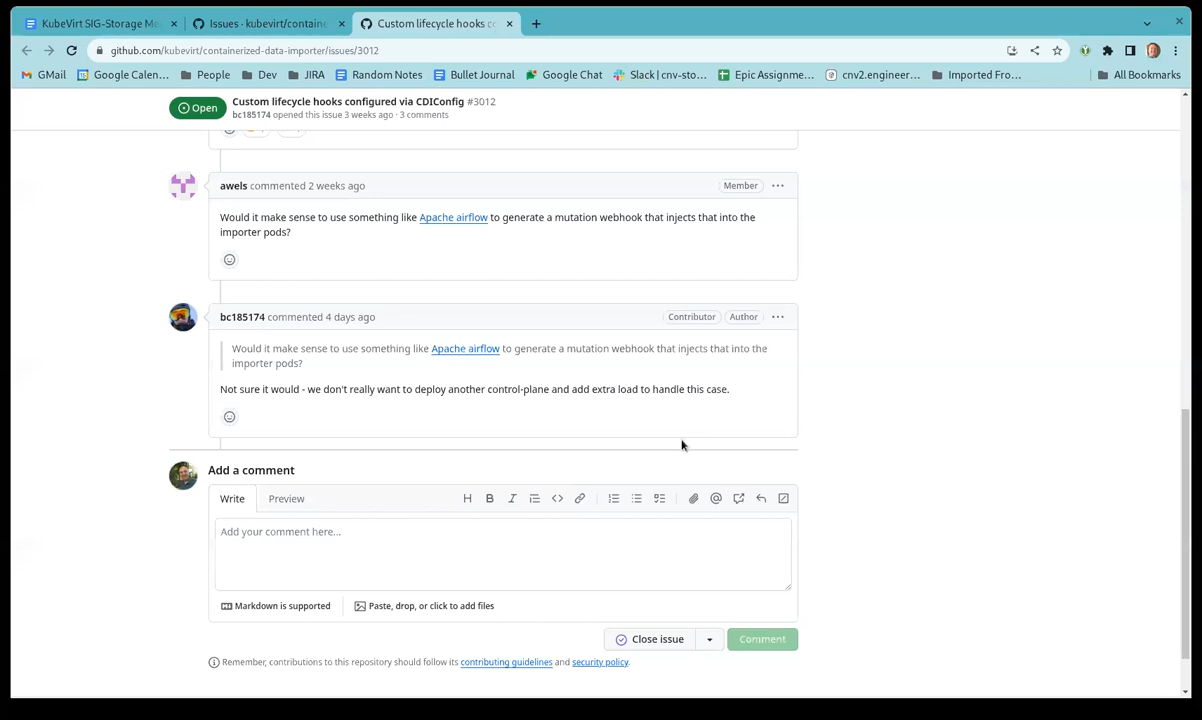 KubeVirt SIG-Storage Me
Issues · kubevirt/containe
Custom lifecycle hooks co
github.com/kubevirt/containerized-data-importer/issues/3012
GMail
Google Calen...
People
Dev
JIRA
Random Notes
Bullet Journal
Google Chat
Slack | cnv-sto...
Epic Assignme...
cnv2.engineer...
Imported Fro...
All Bookmarks
Open
Custom lifecycle hooks configured via CDIConfig #3012
bc185174 opened this issue 3 weeks ago · 3 comments
awels commented 2 weeks ago
Member
Would it make sense to use something like Apache airflow to generate a mutation webhook that injects that into the
importer pods?
bc185174 commented 4 days ago
Contributor
Author
Would it make sense to use something like Apache airflow to generate a mutation webhook that injects that into the
importer pods?
Not sure it would - we don't really want to deploy another control-plane and add extra load to handle this case.
Add a comment
Write
Preview
Add your comment here...
Markdown is supported
Paste, drop, or click to add files
Close issue
Comment
Remember, contributions to this repository should follow its contributing guidelines and security policy.